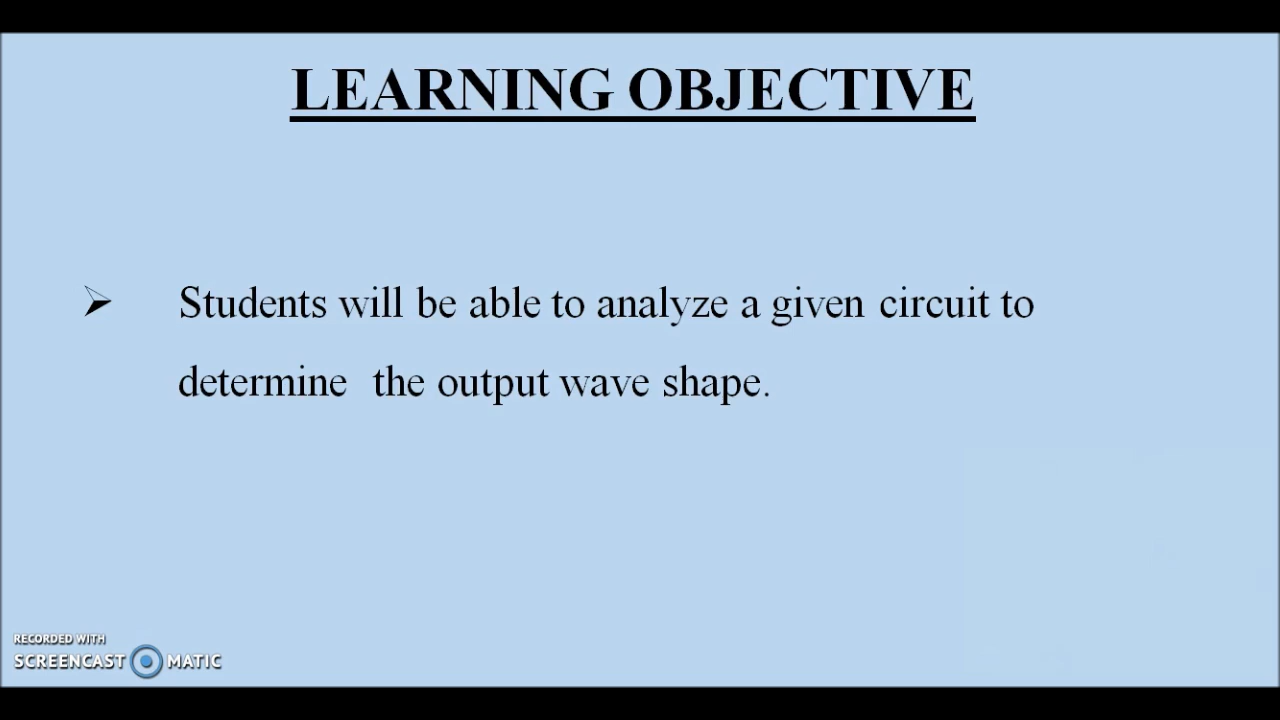 LEARNING OBJECTIVE
Students will be able to analyze a given circuit to
determine the output wave shape.
RECORDED WITH
SCREENCAST MATIC